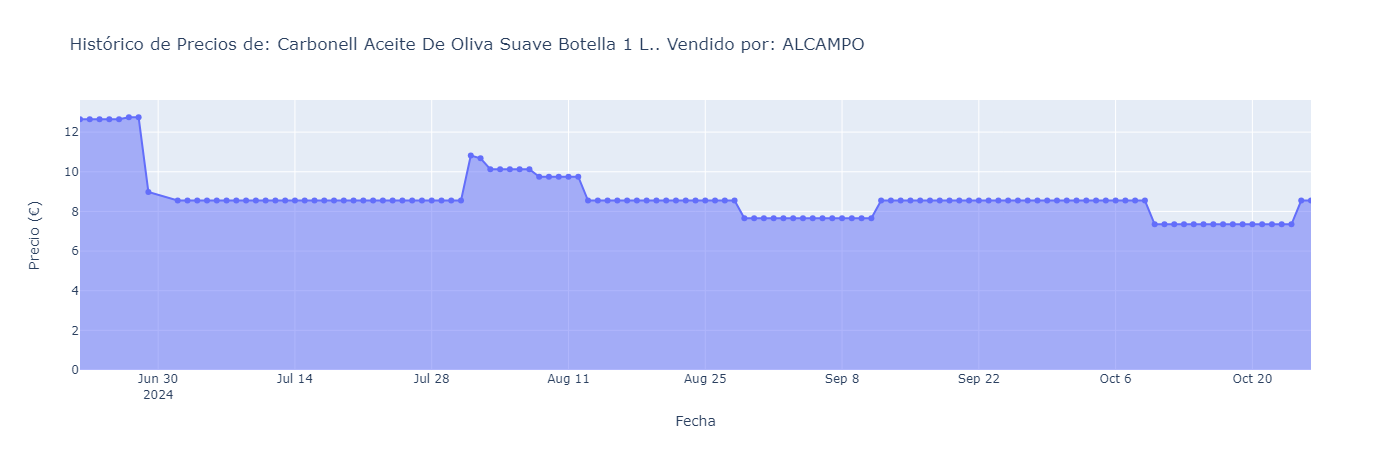 Histórico de Precios de: Carbonell Aceite De Oliva Suave Botella 1 L.. Vendido por: ALCAMPO
Precio (€)
12
10
8
6
4
2
0
Jun 30
2024
Jul 14
Jul 28
Aug 11
Aug 25
Sep 8
Sep 22
Oct 6
Oct 20
Fecha